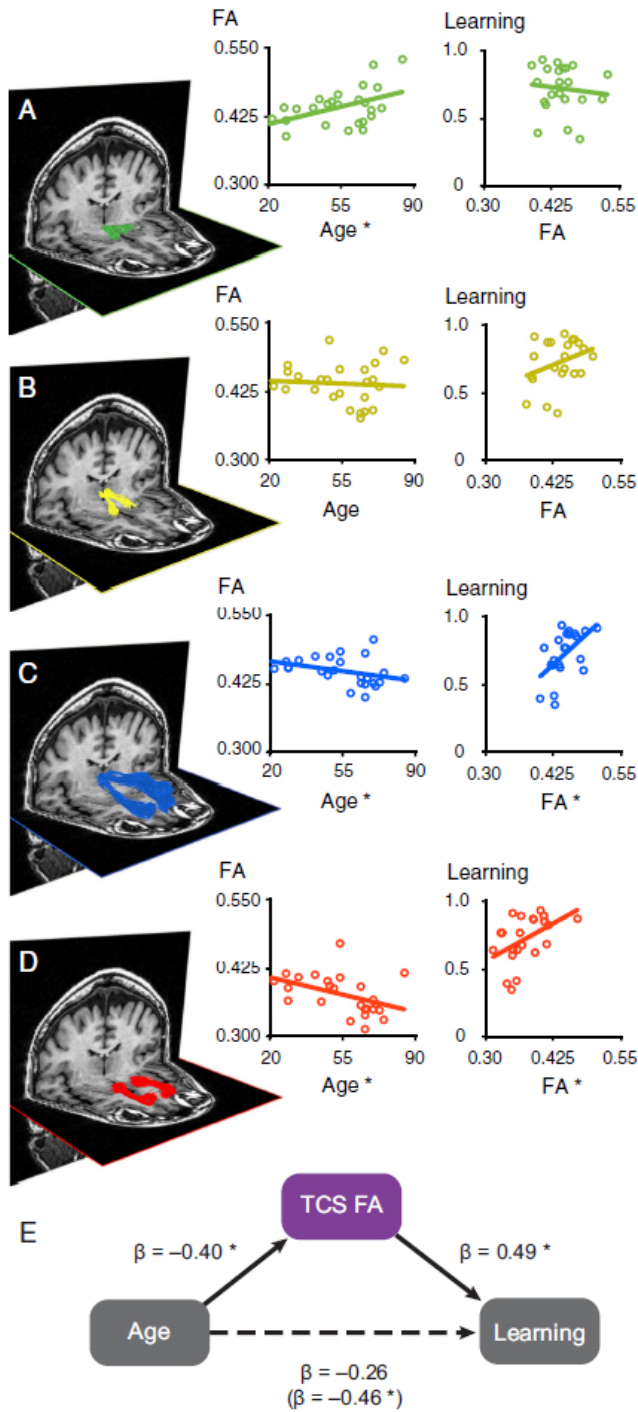 FA Learning
A
0.550 1.0
0.425 0.5
0.300 0
20 55 90 0.30 0.425 0.55
Age * FA
FA Learning
B
0.550 1.0
0.425 0.5
0.300 0
20 55 90 0.30 0.425 0.55
Age FA
FA Learning
C
0.550 1.0
0.425 0.5
0.300 0
20 55 90 0.30 0.425 0.55
Age * FA *
FA Learning
D
0.550 1.0
0.425 0.5
0.300 0
20 55 90 0.30 0.425 0.55
Age * FA *
E
TCS FA
β = –0.40 * β = 0.49 *
Age Learning
β = –0.26
(β = –0.46 *)